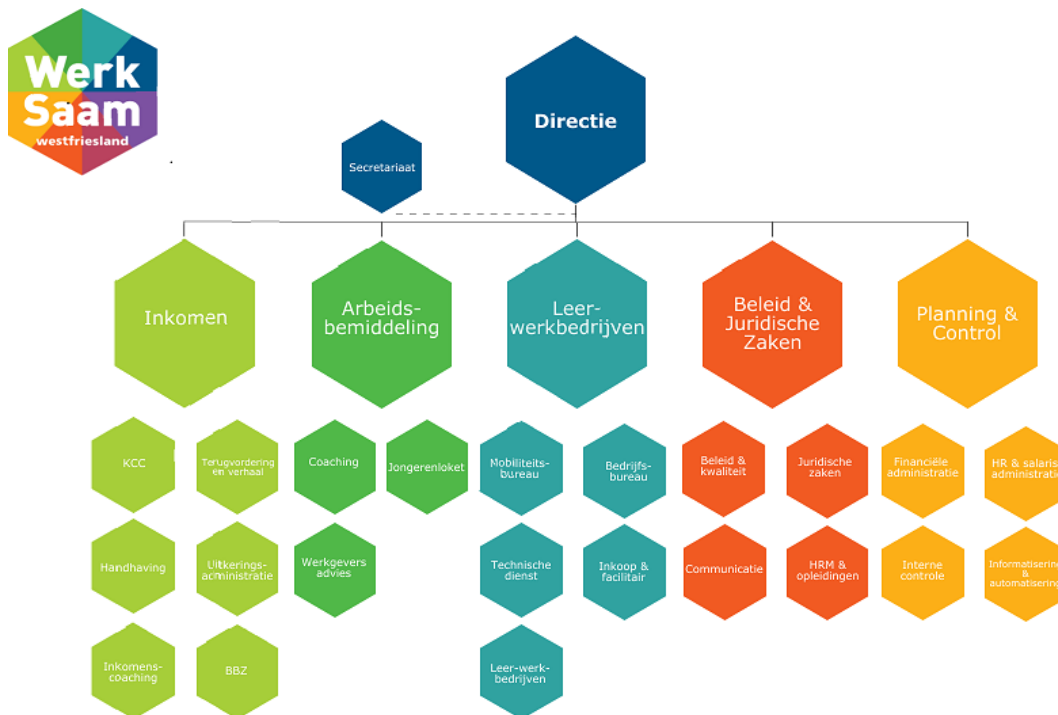 Werk
Saam
westfriesland
Directie
Secretariaat
Inkomen
Arbeids-
bemiddeling
Leer-
werkbedrijven
Beleid &
Juridische
Zaken
Planning &
Control
KCC
Terugvordering
en verhaal
Coaching
Jongerenloket
Mobiliteits-
bureau
Bedrijfs-
bureau
Beleid &
kwaliteit
Juridische
zaken
Financiële
administratie
HR & salaris
administratie
Handhaving
Uitkerings-
administratie
Werkgevers
advies
Technische
dienst
Inkoop &
facilitair
Communicatie
HRM &
opleidingen
Interne
controle
Informatisering
&
automatisering
Inkomens-
coaching
BBZ
Leer-werk-
bedrijven